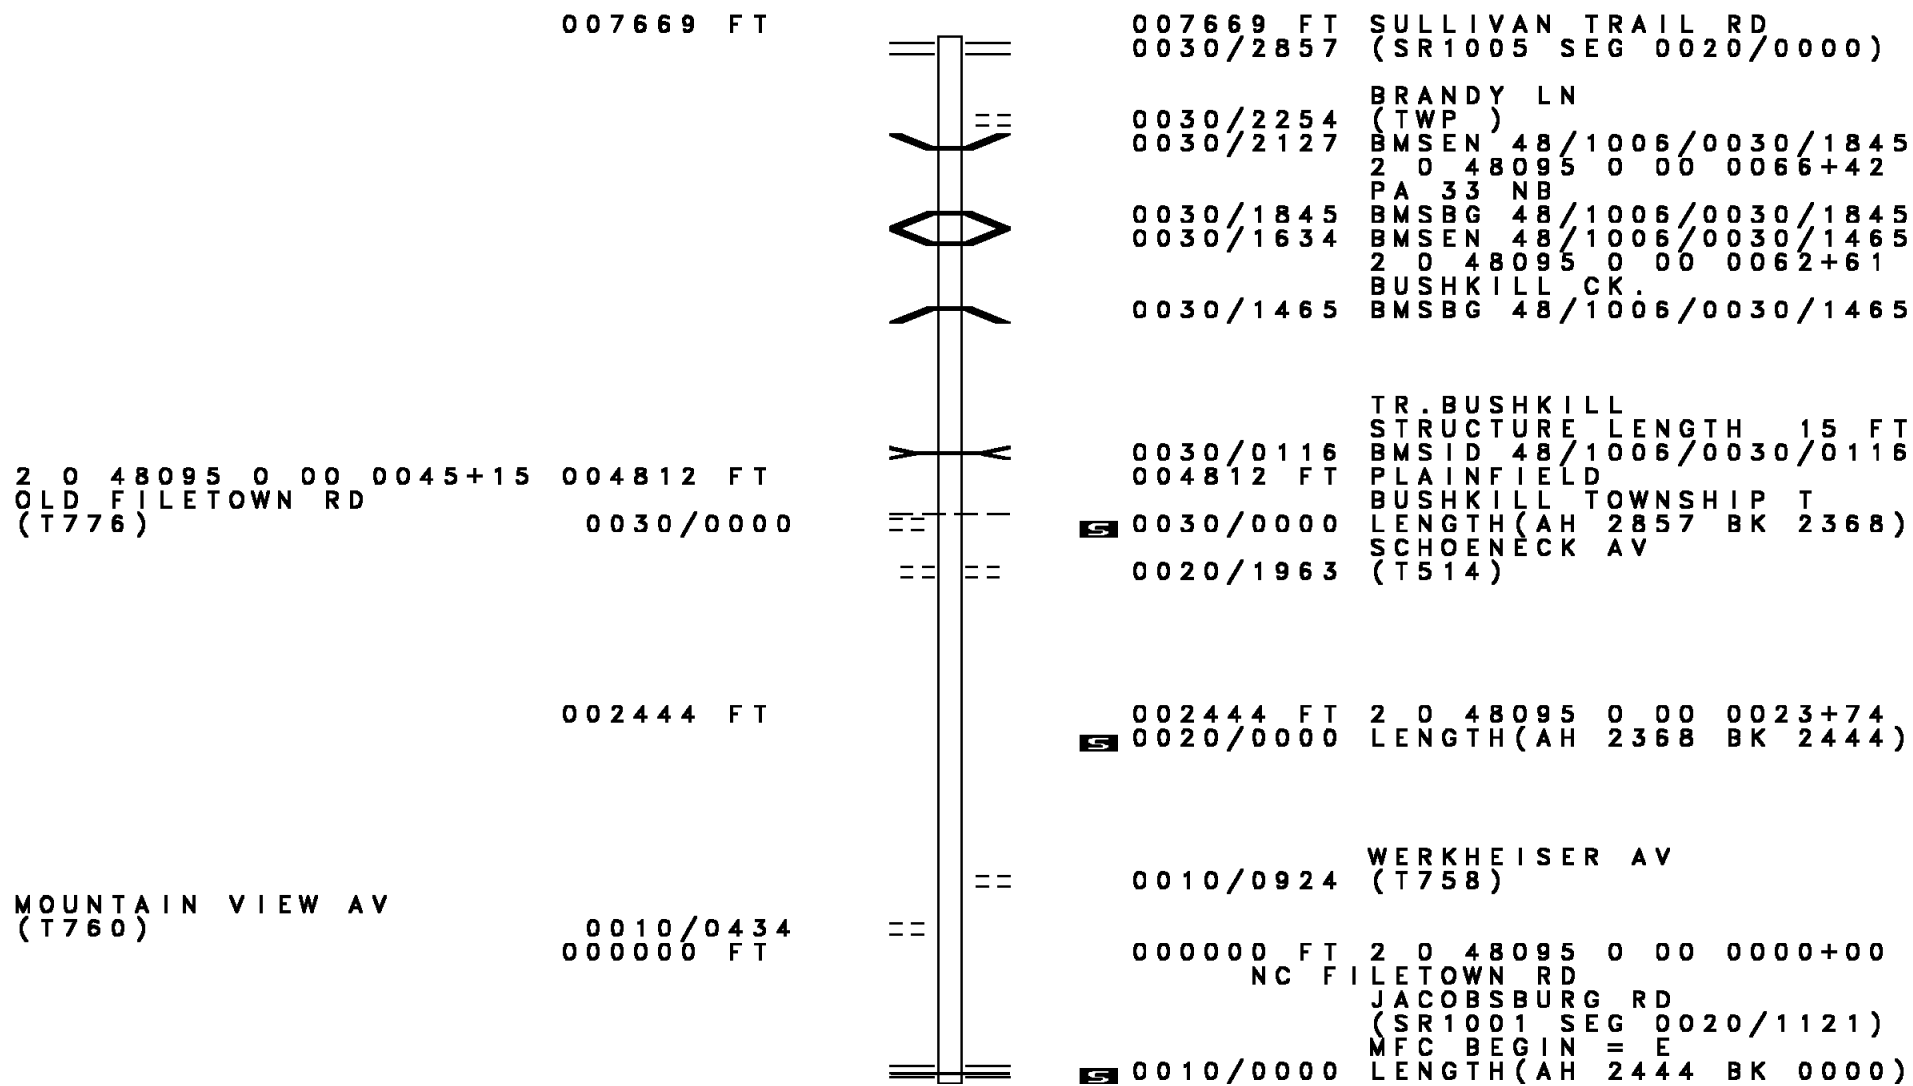 007669 FT 007669 FT SULLIVAN TRAIL RD
0030/2857 (SR1005 SEG 0020/0000)
BRANDY LN
0030/2254 (TWP )
0030/2127 BMSEN 48/1006/0030/1845
2 0 48095 0 00 0066+42
PA 33 NB
0030/1845 BMSBG 48/1006/0030/1845
0030/1634 BMSEN 48/1006/0030/1465
2 0 48095 0 00 0062+61
BUSHKILL CK.
0030/1465 BMSBG 48/1006/0030/1465
TR.BUSHKILL
STRUCTURE LENGTH 15 FT
0030/0116 BMSID 48/1006/0030/0116
2 0 48095 0 00 0045+15 004812 FT 004812 FT PLAINFIELD
OLD FILETOWN RD BUSHKILL TOWNSHIP T
(T776) 0030/0000 S 0030/0000 LENGTH(AH 2857 BK 2368)
SCHOENECK AV
0020/1963 (T514)
002444 FT 002444 FT 2 0 48095 0 00 0023+74
S 0020/0000 LENGTH(AH 2368 BK 2444)
WERKHEISER AV
0010/0924 (T758)
MOUNTAIN VIEW AV
(T760) 0010/0434
000000 FT 000000 FT 2 0 48095 0 00 0000+00
NC FILETOWN RD
JACOBSBURG RD
(SR1001 SEG 0020/1121)
MFC BEGIN = E
S 0010/0000 LENGTH(AH 2444 BK 0000)